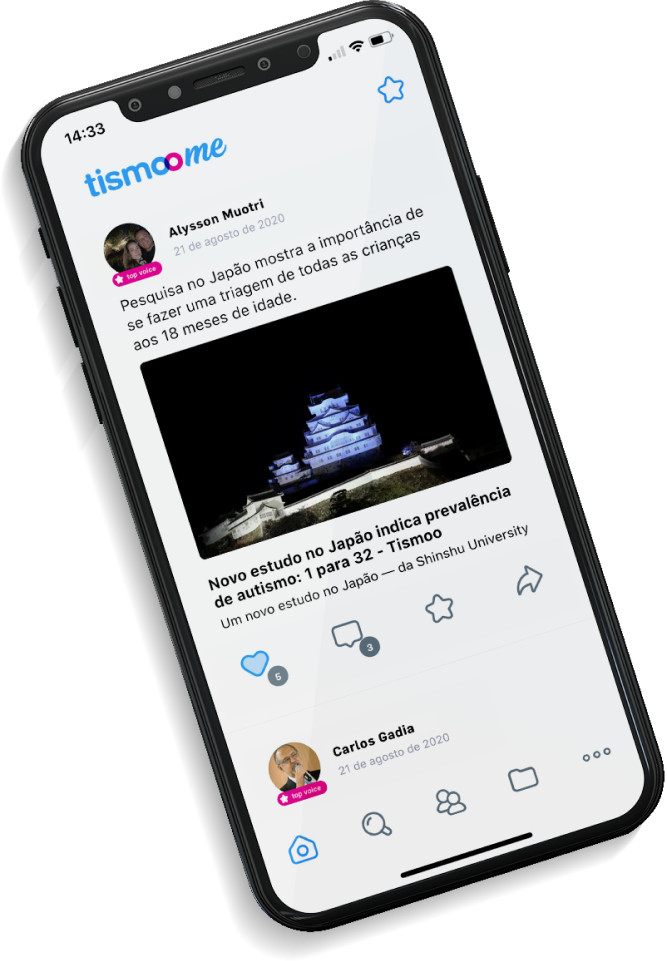 14:33
tismoome
Alysson Muotri
21 de agosto de 2020
top voice
Pesquisa no Japão mostra a importância de
se fazer uma triagem de todas as crianças
aos 18 meses de idade.
Novo estudo no Japão indica prevalência
de autismo: 1 para 32 - Tismoo
Um novo estudo no Japão — da Shinshu University
5
3
Carlos Gadia
21 de agosto de 2020
top voice